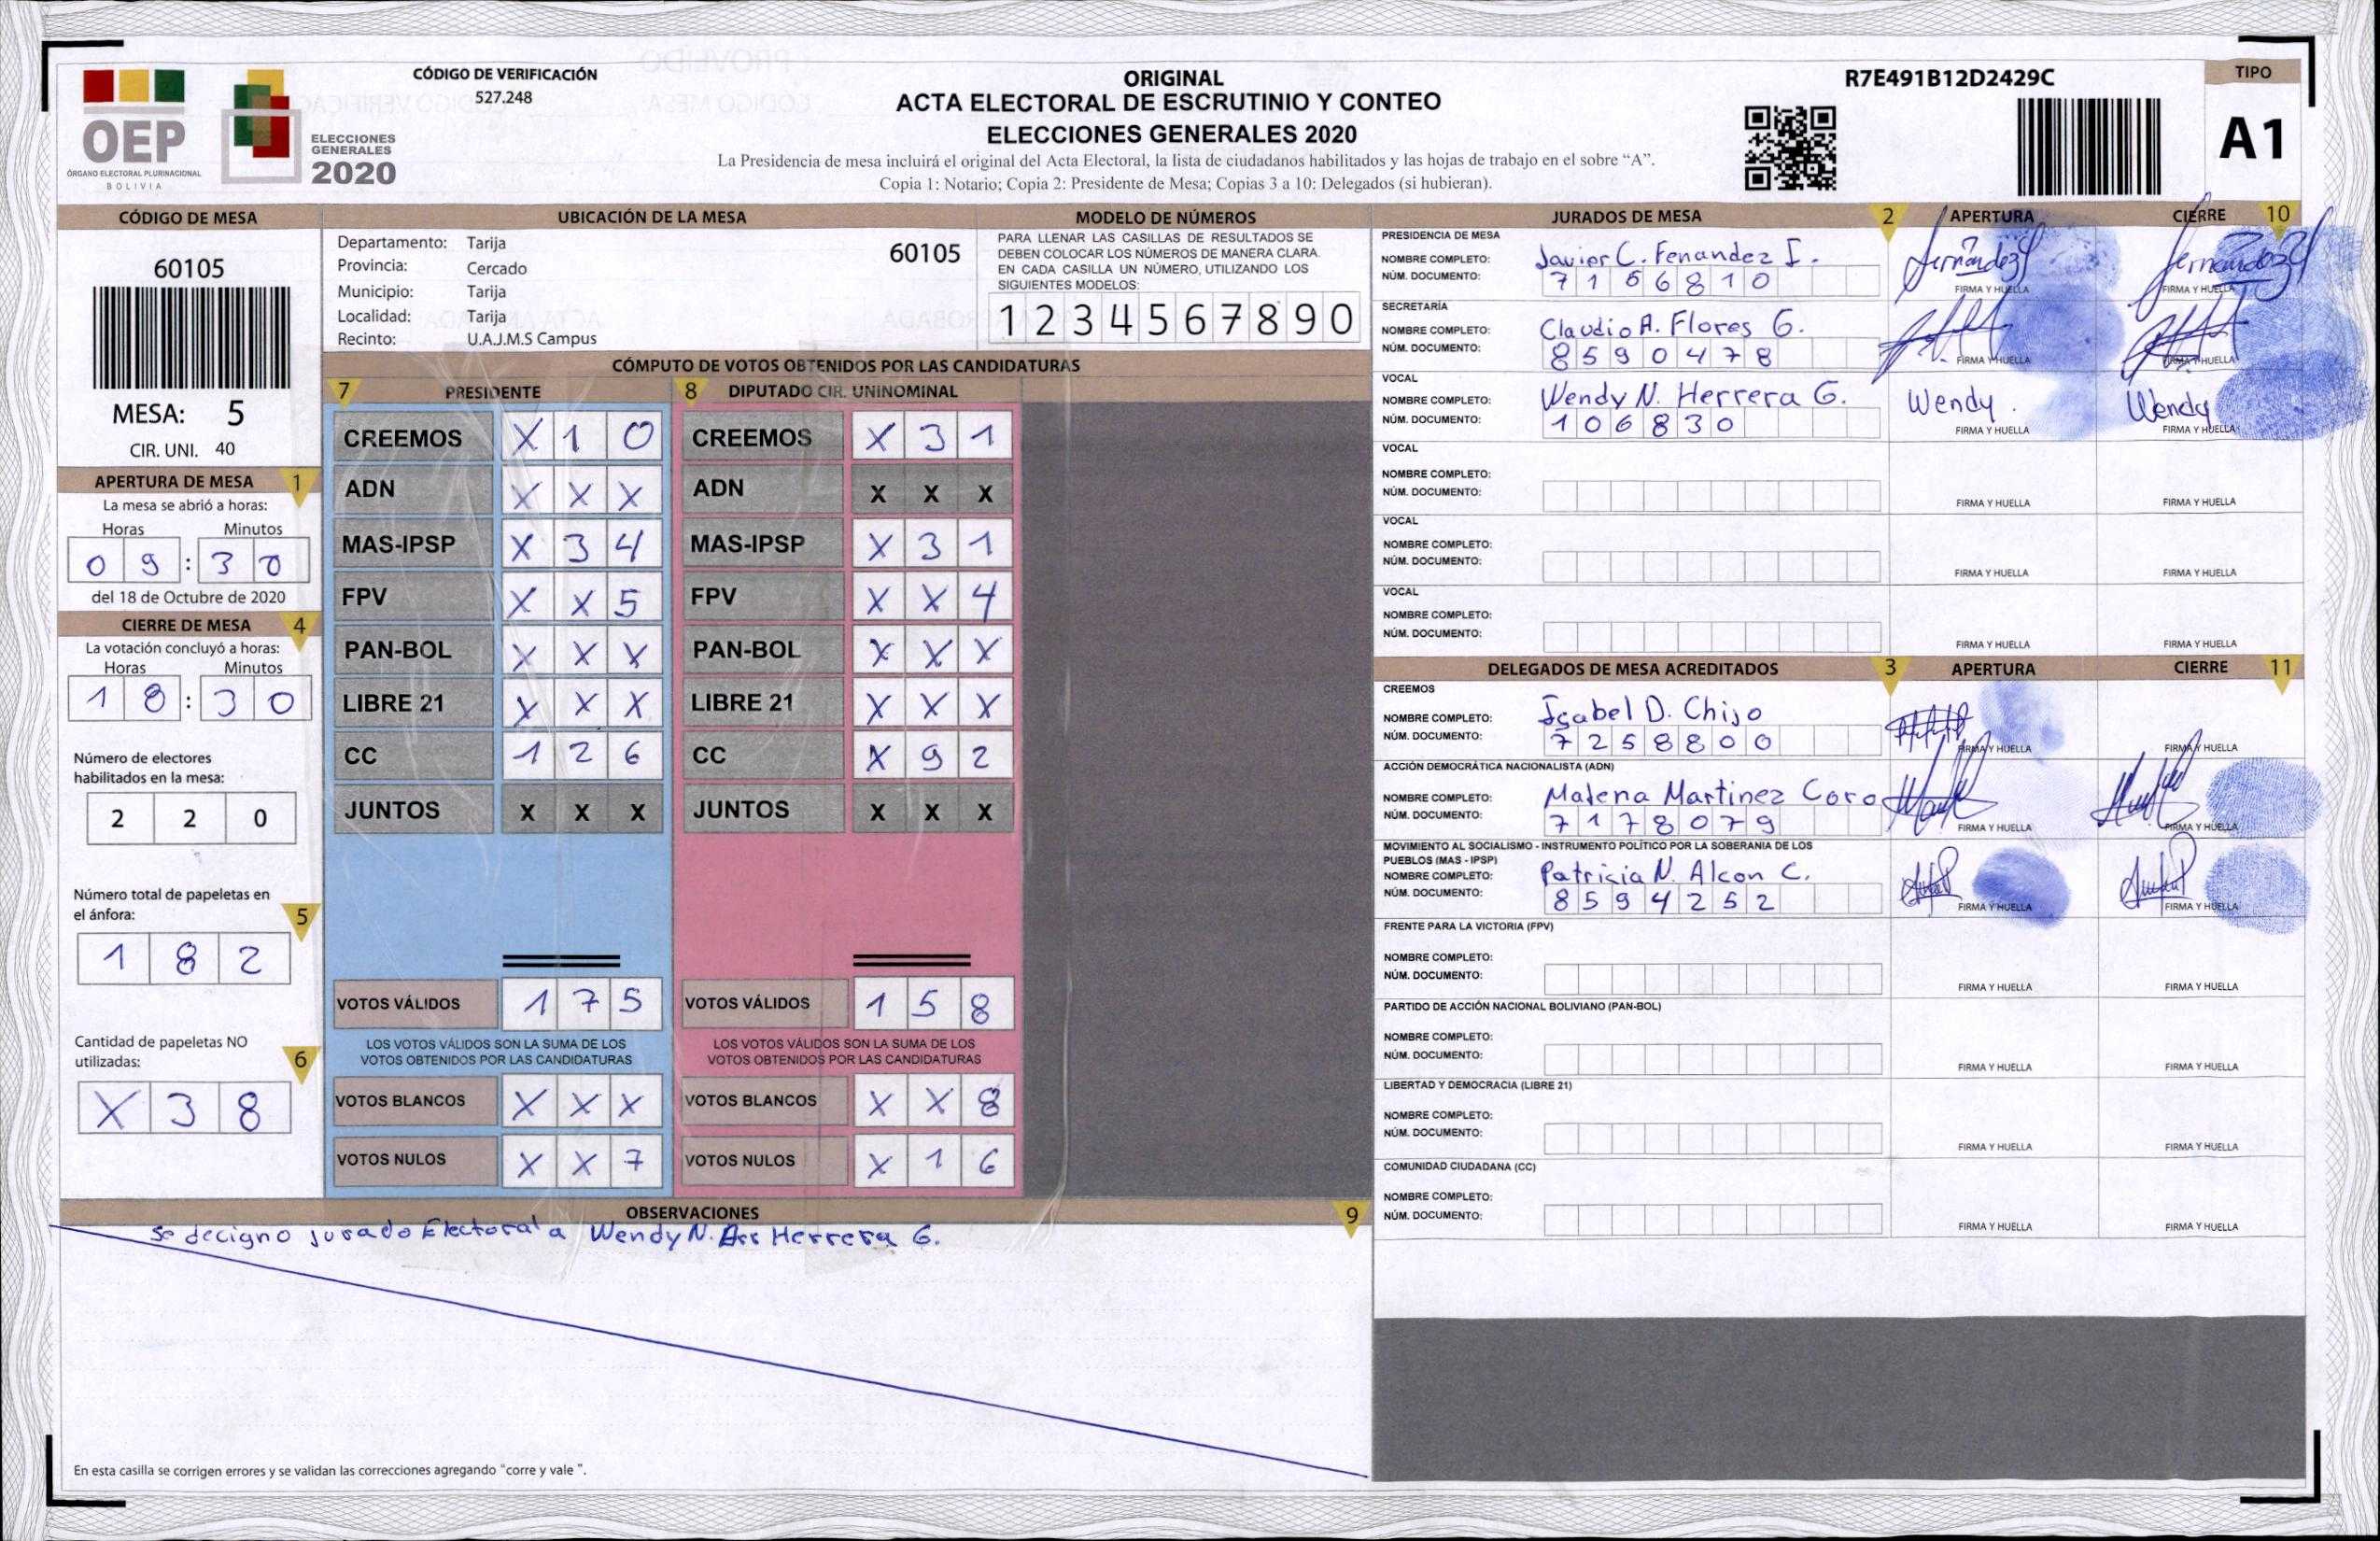 CÓDIGO DE VERIFICACIÓN
527.248
OEP
ÓRGANO ELECTORAL PLURINACIONAL
BOLIVIA
ELECCIONES
GENERALES
2020
ORIGINAL
ACTA ELECTORAL DE ESCRUTINIO Y CONTEO
ELECCIONES GENERALES 2020
La Presidencia de mesa incluirá el original del Acta Electoral, la lista de ciudadanos habilitados y las hojas de trabajo en el sobre “A”.
Copia 1: Notario; Copia 2: Presidente de Mesa; Copias 3 a 10: Delegados (si hubieran).
R7E491B12D2429C
TIPO
A1
CÓDIGO DE MESA
60105
MESA: 5
CIR. UNI. 40
APERTURA DE MESA 1
La mesa se abrió a horas:
Horas Minutos
0 9 : 3 0
del 18 de Octubre de 2020
CIERRE DE MESA 4
La votación concluyó a horas:
Horas Minutos
1 8 : 3 0
Número de electores
habilitados en la mesa:
2 2 0
Número total de papeletas en
el ánfora: 5
1 8 2
Cantidad de papeletas NO
utilizadas: 6
X 3 8
UBICACIÓN DE LA MESA
Departamento: Tarija 60105
Provincia: Cercado
Municipio: Tarija
Localidad: Tarija
Recinto: U.A.J.M.S Campus
MODELO DE NÚMEROS
PARA LLENAR LAS CASILLAS DE RESULTADOS SE
DEBEN COLOCAR LOS NÚMEROS DE MANERA CLARA.
EN CADA CASILLA UN NÚMERO, UTILIZANDO LOS
SIGUIENTES MODELOS:
1 2 3 4 5 6 7 8 9 0
CÓMPUTO DE VOTOS OBTENIDOS POR LAS CANDIDATURAS
7 PRESIDENTE 8 DIPUTADO CIR. UNINOMINAL
CREEMOS X 1 0 CREEMOS X 3 1
ADN X X X ADN X X X
MAS-IPSP X 3 4 MAS-IPSP X 3 1
FPV X X 5 FPV X X 4
PAN-BOL X X X PAN-BOL X X X
LIBRE 21 X X X LIBRE 21 X X X
CC 1 2 6 CC X 9 2
JUNTOS X X X JUNTOS X X X
VOTOS VÁLIDOS 1 7 5 VOTOS VÁLIDOS 1 5 8
LOS VOTOS VÁLIDOS SON LA SUMA DE LOS LOS VOTOS VÁLIDOS SON LA SUMA DE LOS
VOTOS OBTENIDOS POR LAS CANDIDATURAS VOTOS OBTENIDOS POR LAS CANDIDATURAS
VOTOS BLANCOS X X X VOTOS BLANCOS X X 8
VOTOS NULOS X X 7 VOTOS NULOS X 1 6
OBSERVACIONES 9
Se decigno jurado Electoral a Wendy N. Herrera G.
En esta casilla se corrigen errores y se validan las correcciones agregando “corre y vale ”.
JURADOS DE MESA 2 APERTURA CIERRE 10
PRESIDENCIA DE MESA
NOMBRE COMPLETO: Javier C. Fenandez I.
NÚM. DOCUMENTO: 7 1 5 6 8 1 0 FIRMA Y HUELLA FIRMA Y HUELLA
SECRETARÍA
NOMBRE COMPLETO: Claudio A. Flores G.
NÚM. DOCUMENTO: 8 5 9 0 4 7 8 FIRMA Y HUELLA FIRMA Y HUELLA
VOCAL
NOMBRE COMPLETO: Wendy N. Herrera G. Wendy. Wendy
NÚM. DOCUMENTO: 1 0 6 8 3 0 FIRMA Y HUELLA FIRMA Y HUELLA
VOCAL
NOMBRE COMPLETO:
NÚM. DOCUMENTO: FIRMA Y HUELLA FIRMA Y HUELLA
VOCAL
NOMBRE COMPLETO:
NÚM. DOCUMENTO: FIRMA Y HUELLA FIRMA Y HUELLA
VOCAL
NOMBRE COMPLETO:
NÚM. DOCUMENTO: FIRMA Y HUELLA FIRMA Y HUELLA
DELEGADOS DE MESA ACREDITADOS 3 APERTURA CIERRE 11
CREEMOS
NOMBRE COMPLETO: Isabel D. Chijo
NÚM. DOCUMENTO: 7 2 5 8 8 0 0 FIRMA Y HUELLA FIRMA Y HUELLA
ACCIÓN DEMOCRÁTICA NACIONALISTA (ADN)
NOMBRE COMPLETO: Malena Martinez Coro
NÚM. DOCUMENTO: 7 1 7 8 0 7 9 FIRMA Y HUELLA FIRMA Y HUELLA
MOVIMIENTO AL SOCIALISMO - INSTRUMENTO POLÍTICO POR LA SOBERANIA DE LOS
PUEBLOS (MAS - IPSP)
NOMBRE COMPLETO: Patricia N. Alcon C.
NÚM. DOCUMENTO: 8 5 9 4 2 5 2 FIRMA Y HUELLA FIRMA Y HUELLA
FRENTE PARA LA VICTORIA (FPV)
NOMBRE COMPLETO:
NÚM. DOCUMENTO: FIRMA Y HUELLA FIRMA Y HUELLA
PARTIDO DE ACCIÓN NACIONAL BOLIVIANO (PAN-BOL)
NOMBRE COMPLETO:
NÚM. DOCUMENTO: FIRMA Y HUELLA FIRMA Y HUELLA
LIBERTAD Y DEMOCRACIA (LIBRE 21)
NOMBRE COMPLETO:
NÚM. DOCUMENTO: FIRMA Y HUELLA FIRMA Y HUELLA
COMUNIDAD CIUDADANA (CC)
NOMBRE COMPLETO:
NÚM. DOCUMENTO: FIRMA Y HUELLA FIRMA Y HUELLA